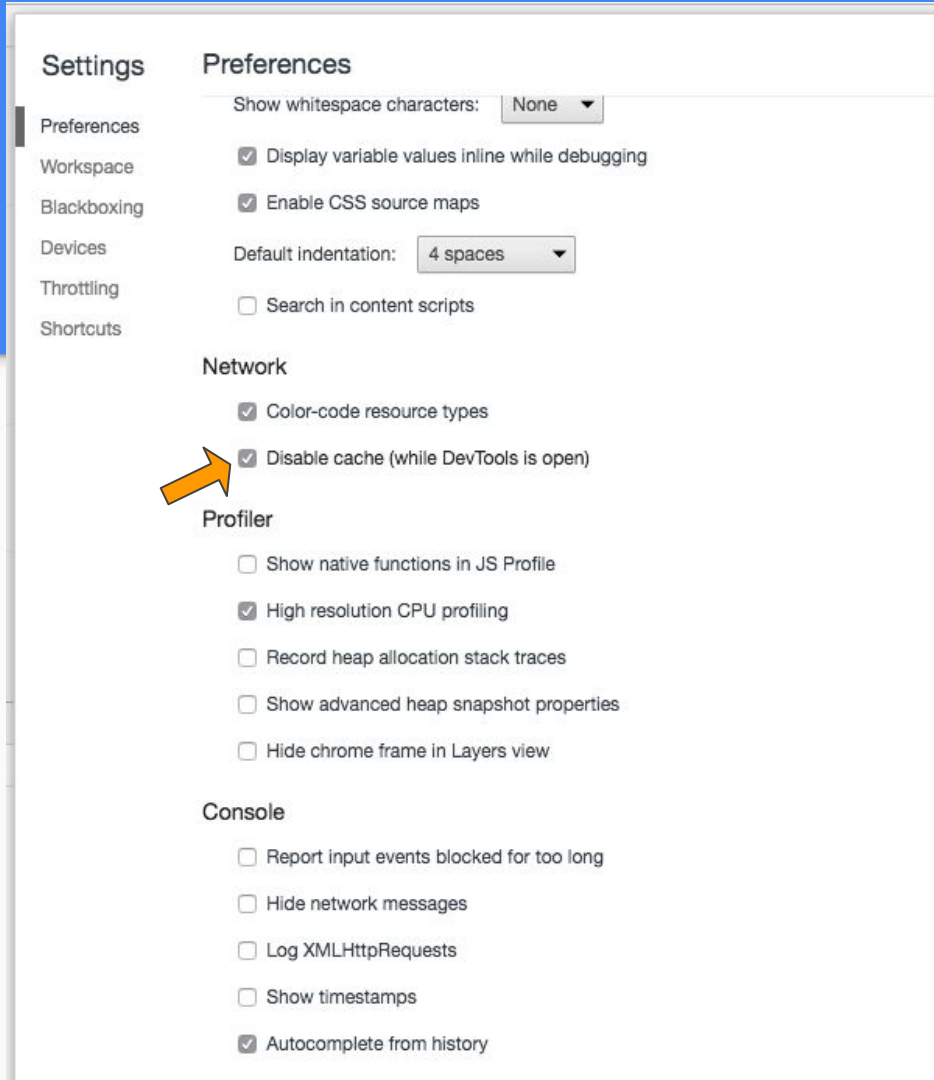 Settings
Preferences
Workspace
Blackboxing
Devices
Throttling
Shortcuts
Preferences
Show whitespace characters: None
Display variable values inline while debugging
Enable CSS source maps
Default indentation: 4 spaces
Search in content scripts
Network
Color-code resource types
Disable cache (while DevTools is open)
Profiler
Show native functions in JS Profile
High resolution CPU profiling
Record heap allocation stack traces
Show advanced heap snapshot properties
Hide chrome frame in Layers view
Console
Report input events blocked for too long
Hide network messages
Log XMLHttpRequests
Show timestamps
Autocomplete from history